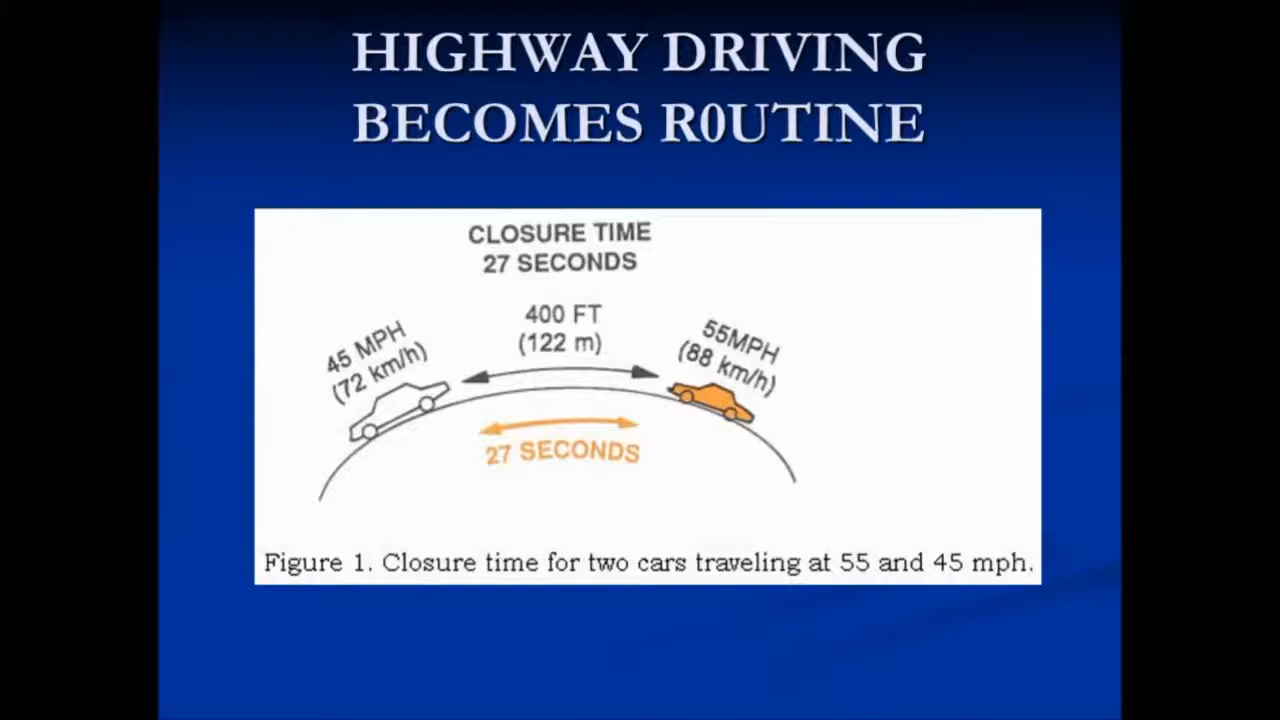 HIGHWAY DRIVING
BECOMES R0UTINE
CLOSURE TIME
27 SECONDS
400 FT
(122 m)
45 MPH
(72 km/h)
55MPH
(88 km/h)
27 SECONDS
Figure 1. Closure time for two cars traveling at 55 and 45 mph.